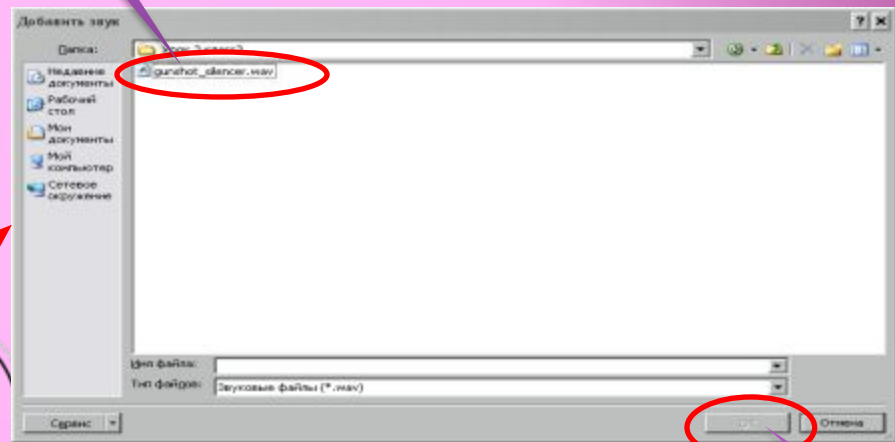 Добавить звук
Папка:
gunshot_silencer.wav
Недавние
документы
Рабочий
стол
Мои
документы
Мой
компьютер
Сетевое
окружение
Имя файла:
Тип файлов:
Звуковые файлы (*.wav)
Сервис
ОК
Отмена